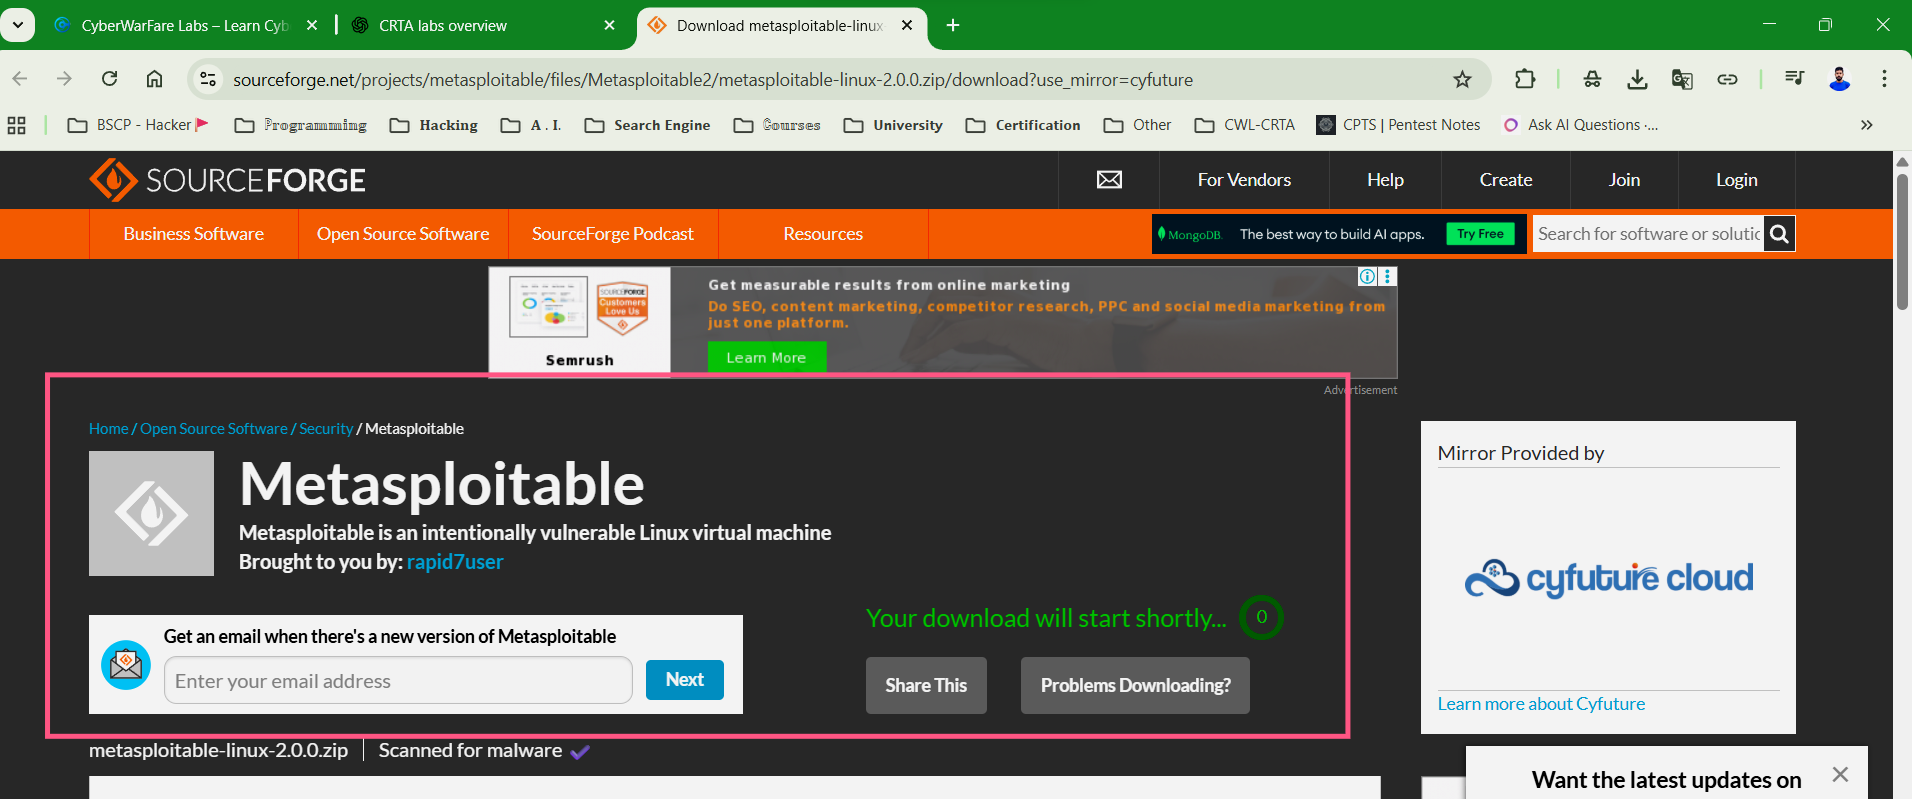 CyberWarFare Labs – Learn Cyb
CRTA labs overview
Download metasploitable-linux
sourceforge.net/projects/metasploitable/files/Metasploitable2/metasploitable-linux-2.0.0.zip/download?use_mirror=cyfuture
BSCP - Hacker
Programming
Hacking
A . I.
Search Engine
Courses
University
Certification
Other
CWL-CRTA
CPTS | Pentest Notes
Ask AI Questions ·...
SOURCEFORGE
For Vendors
Help
Create
Join
Login
Business Software
Open Source Software
SourceForge Podcast
Resources
MongoDB.
The best way to build AI apps.
Try Free
Search for software or solutic
SOURCEFORGE
Customers
Love Us
Semrush
Get measurable results from online marketing
Do SEO, content marketing, competitor research, PPC and social media marketing from
just one platform.
Learn More
Advertisement
Home / Open Source Software / Security / Metasploitable
Metasploitable
Metasploitable is an intentionally vulnerable Linux virtual machine
Brought to you by: rapid7user
Get an email when there's a new version of Metasploitable
Enter your email address
Next
Your download will start shortly...
0
Share This
Problems Downloading?
Mirror Provided by
cyfuture cloud
Learn more about Cyfuture
metasploitable-linux-2.0.0.zip
Scanned for malware
Want the latest updates on